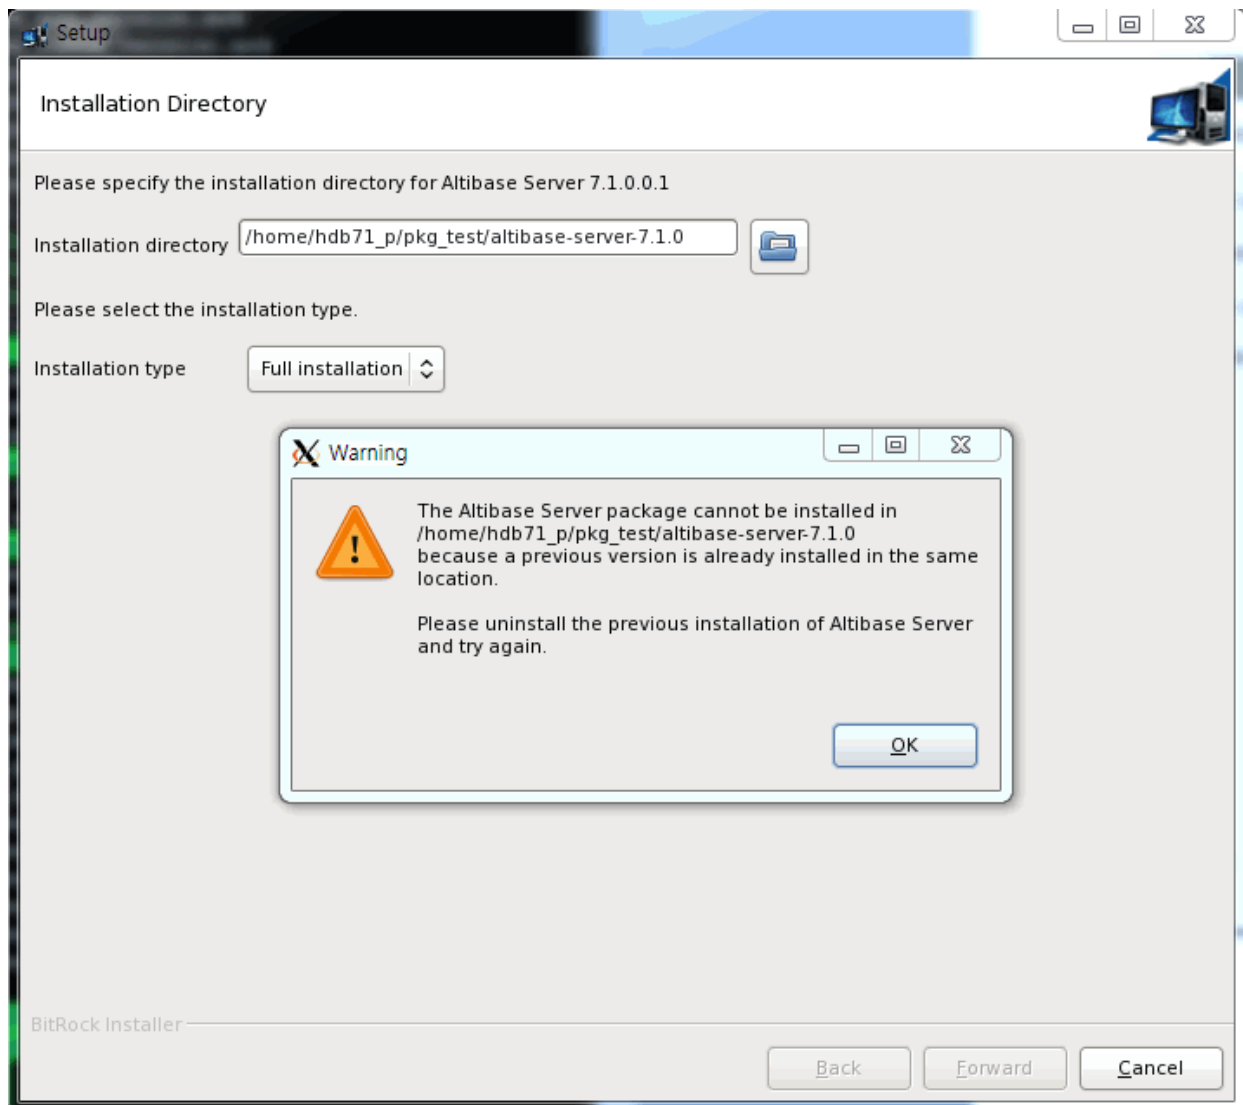 Setup
Installation Directory
Please specify the installation directory for Altibase Server 7.1.0.0.1
Installation directory /home/hdb71_p/pkg_test/altibase-server-7.1.0
Please select the installation type.
Installation type Full installation
Warning
The Altibase Server package cannot be installed in
/home/hdb71_p/pkg_test/altibase-server-7.1.0
because a previous version is already installed in the same
location.
Please uninstall the previous installation of Altibase Server
and try again.
OK
BitRock Installer
Back Forward Cancel